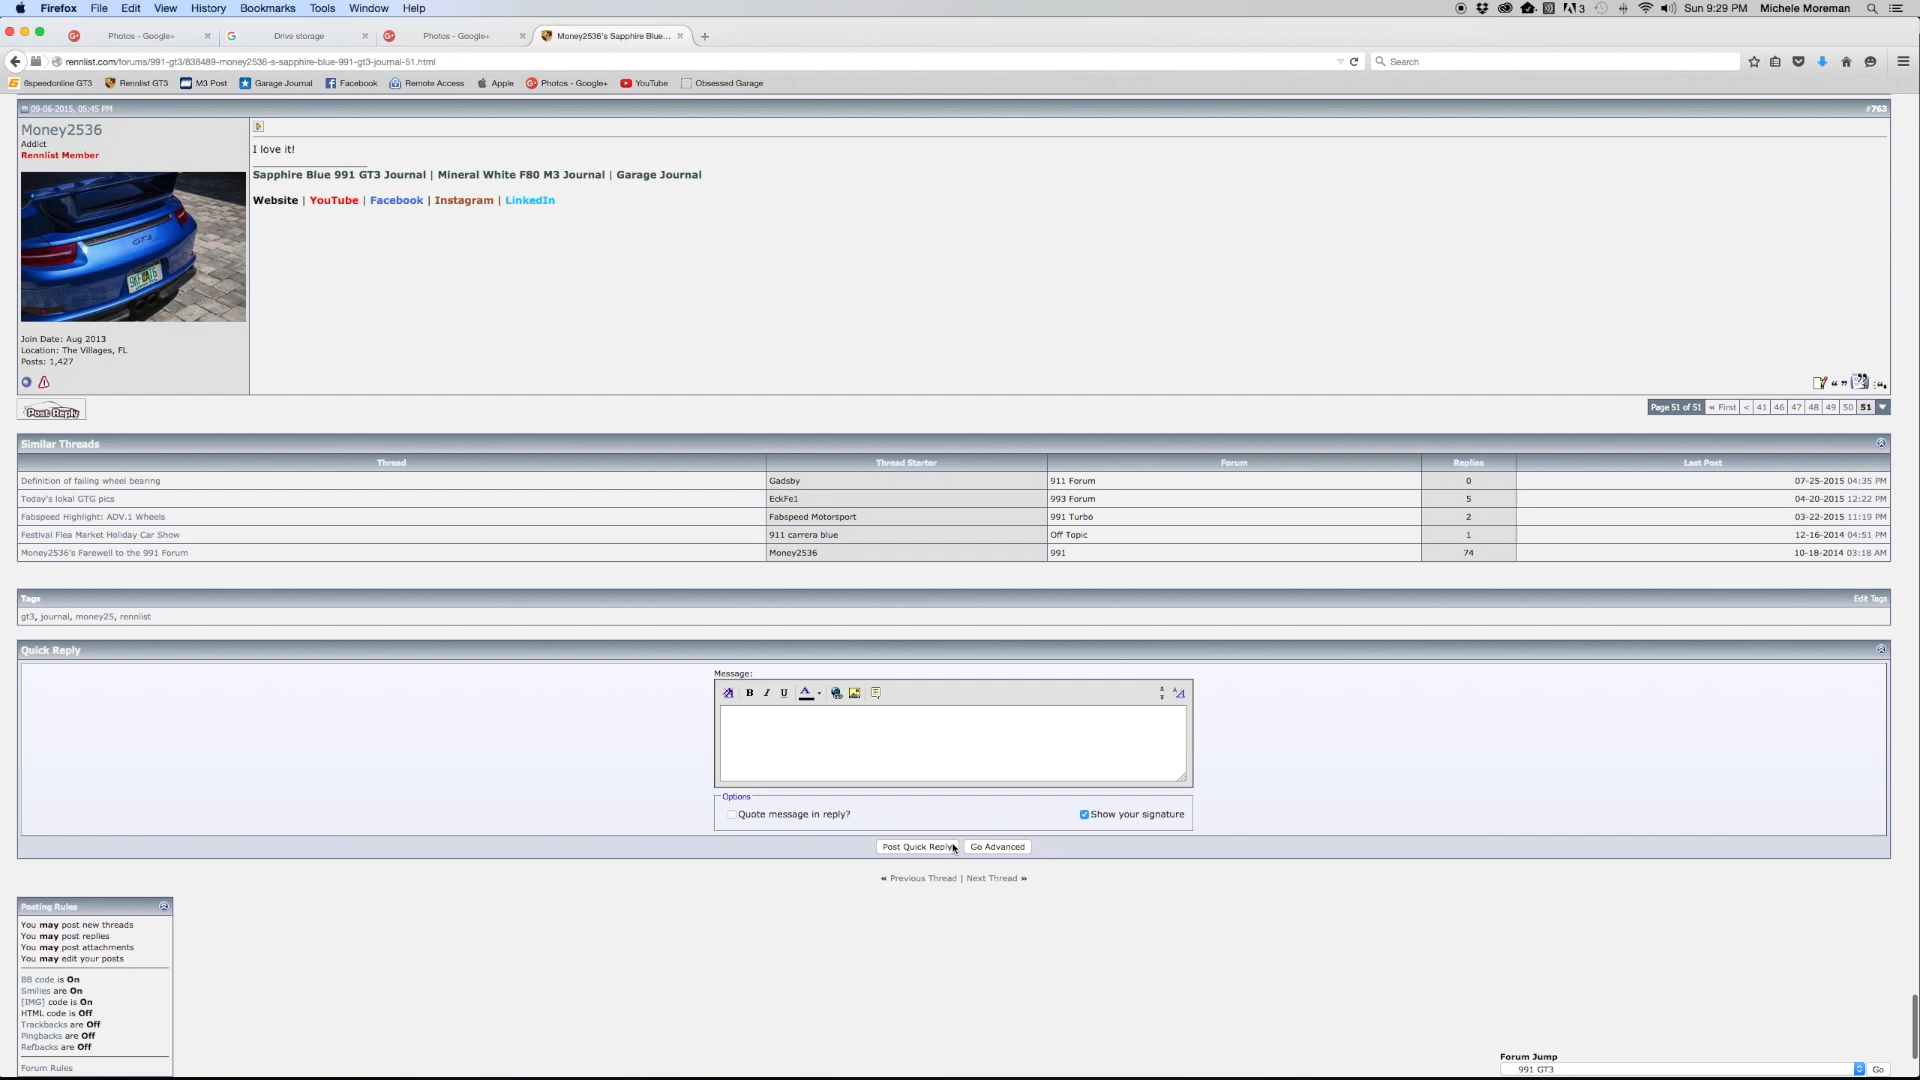 Firefox File Edit View History Bookmarks Tools Window Help 3 Sun 9:29 PM Michele Moreman
Photos - Google+ Drive storage Photos - Google+ Money2536's Sapphire Blue...
rennlist.com/forums/991-gt3/838489-money2536-s-sapphire-blue-991-gt3-journal-51.html Search
6speedonline GT3 Rennlist GT3 M3 Post Garage Journal Facebook Remote Access Apple Photos - Google+ YouTube Obsessed Garage
09-06-2015, 05:45 PM #763
Money2536
Addict
Rennlist Member
GT3
Join Date: Aug 2013
Location: The Villages, FL
Posts: 1,427
I love it!
Sapphire Blue 991 GT3 Journal | Mineral White F80 M3 Journal | Garage Journal
Website | YouTube | Facebook | Instagram | LinkedIn
Post Reply
Page 51 of 51 « First < 41 46 47 48 49 50 51
Similar Threads
Thread Thread Starter Forum Replies Last Post
Definition of failing wheel bearing Gadsby 911 Forum 0 07-25-2015 04:35 PM
Today's lokal GTG pics EckFe1 993 Forum 5 04-20-2015 12:22 PM
Fabspeed Highlight: ADV.1 Wheels Fabspeed Motorsport 991 Turbo 2 03-22-2015 11:19 PM
Festival Flea Market Holiday Car Show 911 carrera blue Off Topic 1 12-16-2014 04:51 PM
Money2536's Farewell to the 991 Forum Money2536 991 74 10-18-2014 03:18 AM
Tags Edit Tags
gt3, journal, money25, rennlist
Quick Reply
Message:
B I U A
Options
Quote message in reply? Show your signature
Post Quick Reply Go Advanced
« Previous Thread | Next Thread »
Posting Rules
You may post new threads
You may post replies
You may post attachments
You may edit your posts
BB code is On
Smilies are On
[IMG] code is On
HTML code is Off
Trackbacks are Off
Pingbacks are Off
Refbacks are Off
Forum Rules
Forum Jump
991 GT3 Go